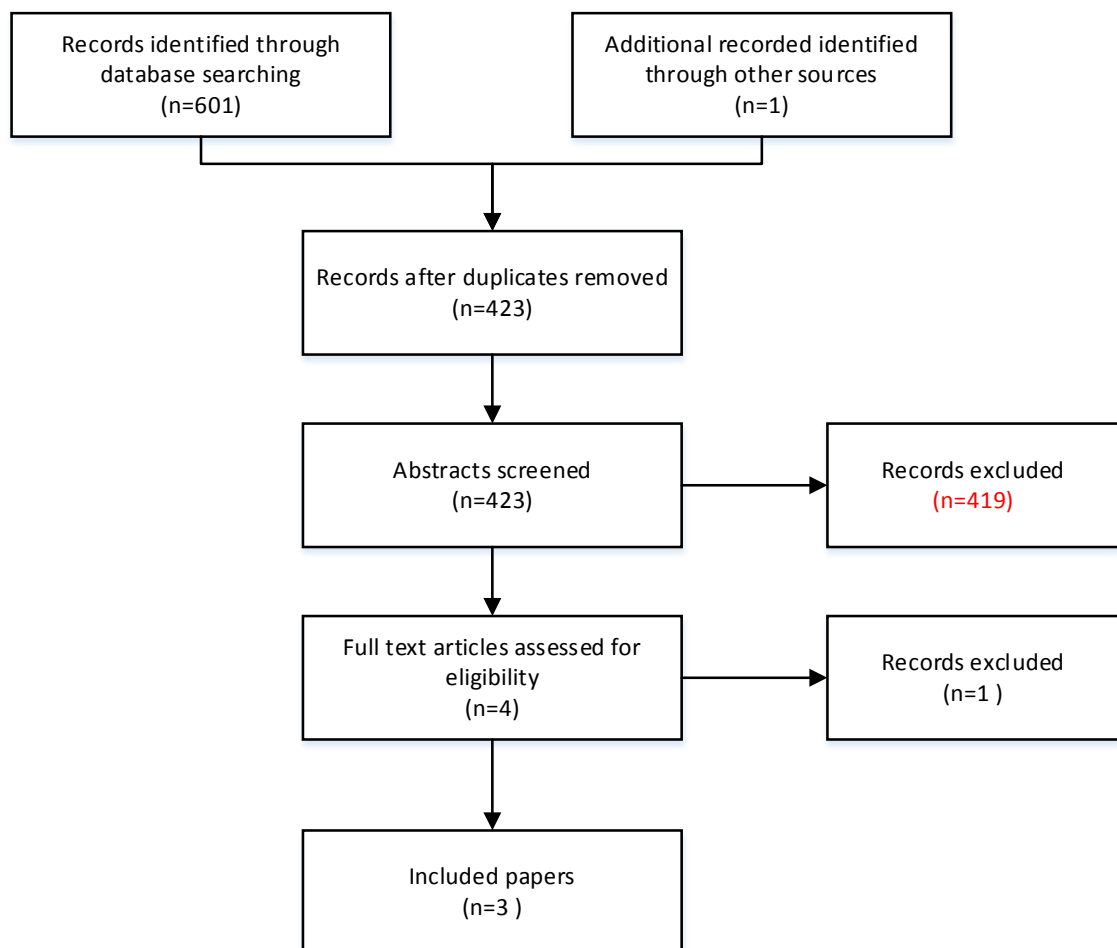 Records identified through
database searching
(n=601)
Additional recorded identified
through other sources
(n=1)
Records after duplicates removed
(n=423)
Abstracts screened
(n=423)
Records excluded
(n=419)
Full text articles assessed for
eligibility
(n=4)
Records excluded
(n=1 )
Included papers
(n=3 )